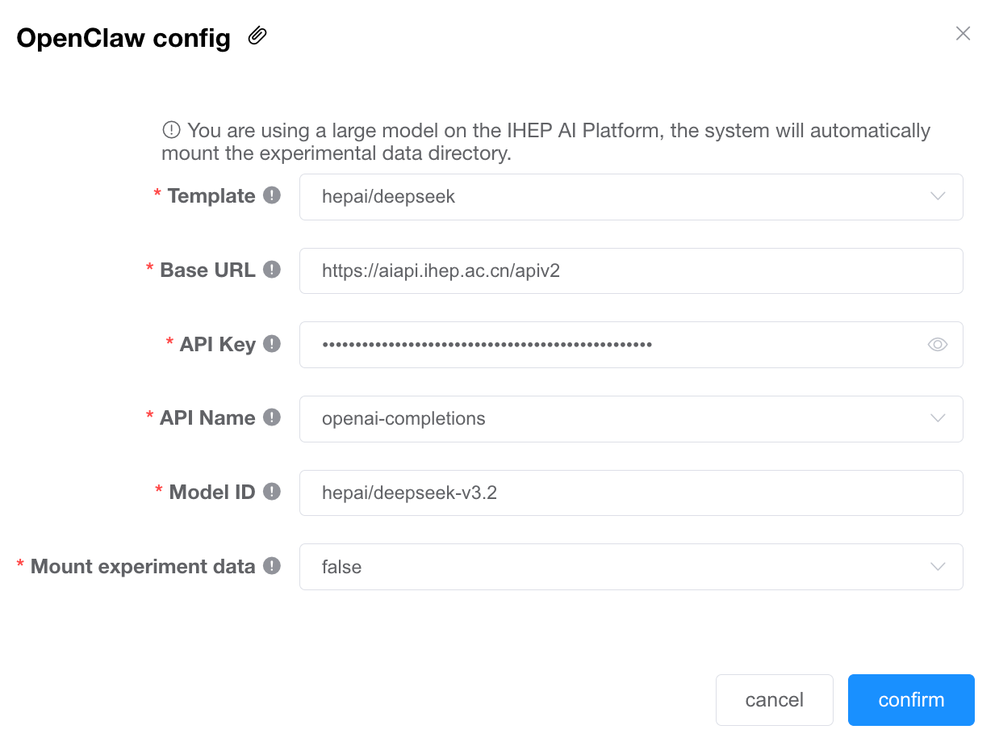 OpenClaw config
You are using a large model on the IHEP AI Platform, the system will automatically
mount the experimental data directory.
* Template
hepai/deepseek
* Base URL
https://aiapi.ihep.ac.cn/apiv2
* API Key
••••••••••••••••••••••••••••••••••••••••••••••••••
* API Name
openai-completions
* Model ID
hepai/deepseek-v3.2
* Mount experiment data
false
cancel
confirm